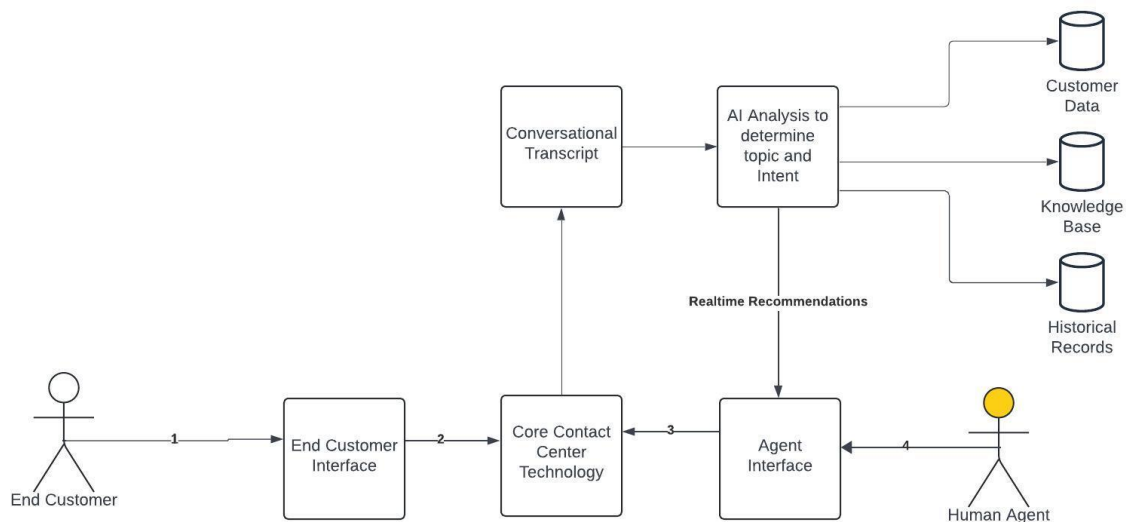 Customer
Data
Conversational
Transcript
AI Analysis to
determine
topic and
Intent
Knowledge
Base
Realtime Recommendations
Historical
Records
1
End Customer
Interface
2
Core Contact
Center
Technology
3
Agent
Interface
4
End Customer
Human Agent